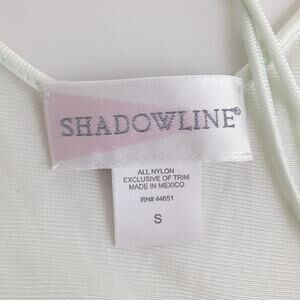 SHADOWLINE®
ALL NYLON
EXCLUSIVE OF TRIM
MADE IN MEXICO
RN# 44651
S